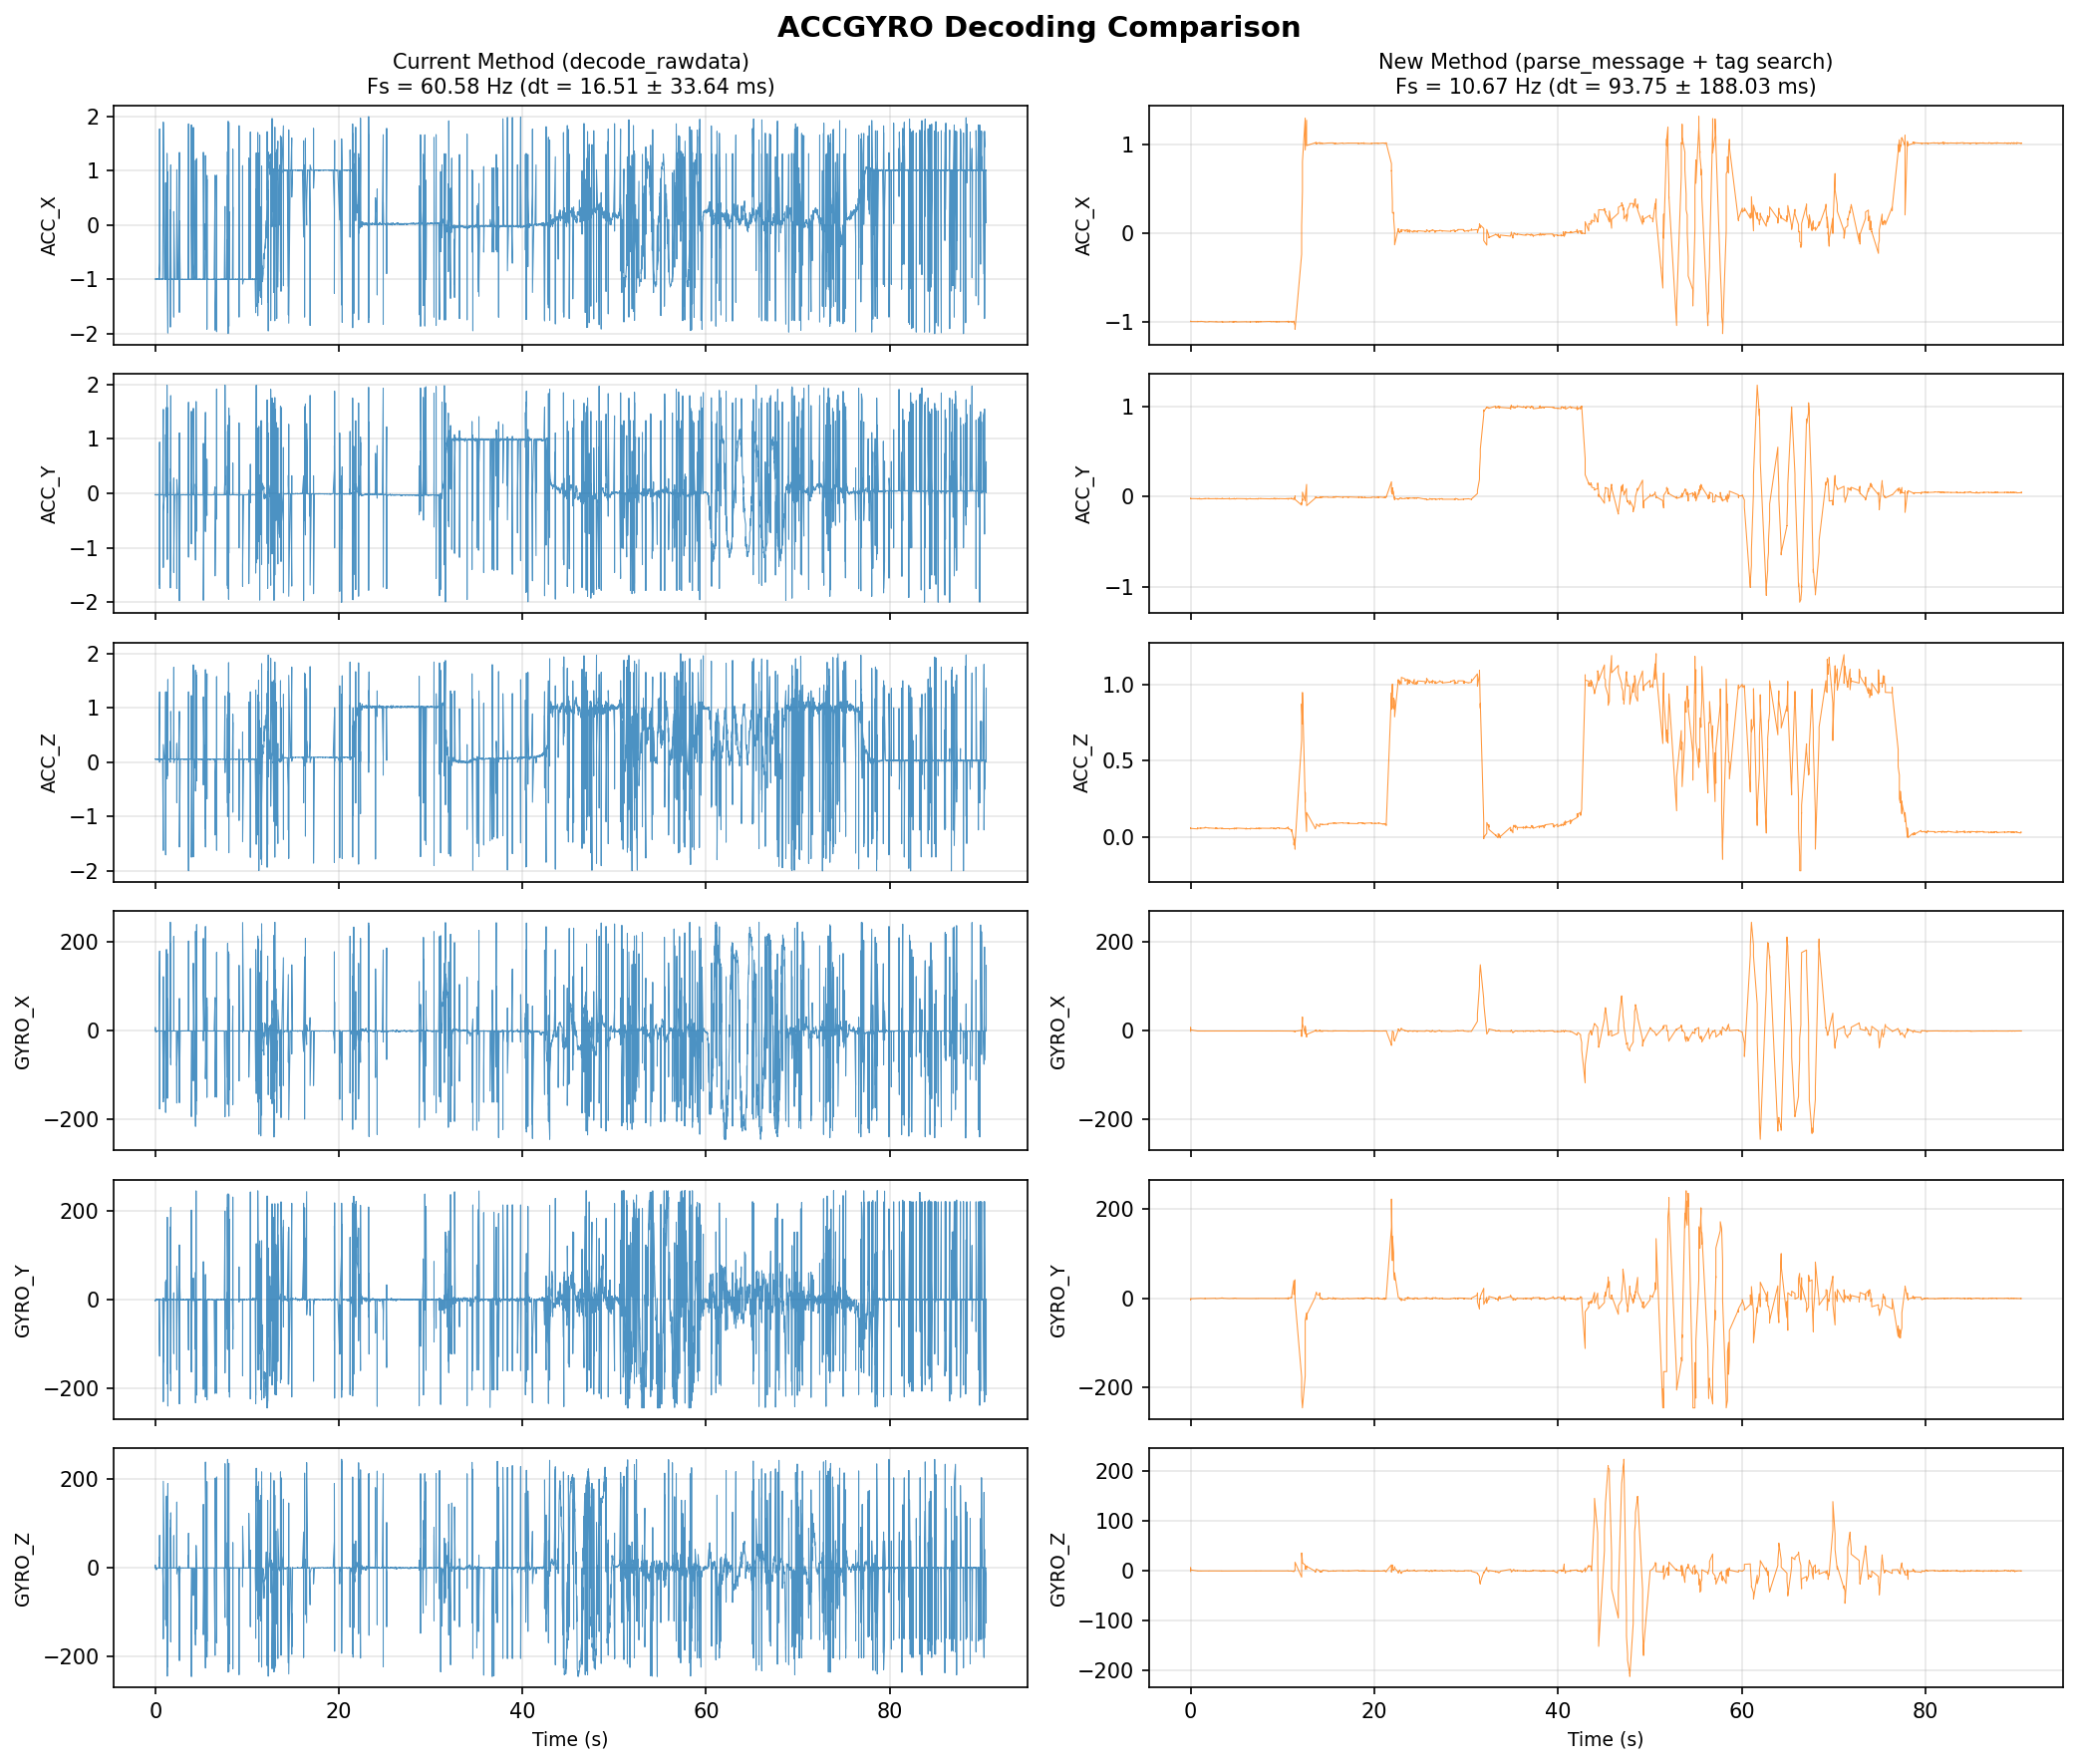 ACCGYRO Decoding Comparison
Current Method (decode_rawdata)
Fs = 60.58 Hz (dt = 16.51 ± 33.64 ms)
New Method (parse_message + tag search)
Fs = 10.67 Hz (dt = 93.75 ± 188.03 ms)
ACC_X
2
1
0
−1
−2
ACC_X
1
0
−1
ACC_Y
2
1
0
−1
−2
ACC_Y
1
0
−1
ACC_Z
2
1
0
−1
−2
ACC_Z
1.0
0.5
0.0
GYRO_X
200
0
−200
GYRO_X
200
0
−200
GYRO_Y
200
0
−200
GYRO_Y
200
0
−200
GYRO_Z
200
0
−200
GYRO_Z
200
100
0
−100
−200
0 20 40 60 80
Time (s)
0 20 40 60 80
Time (s)